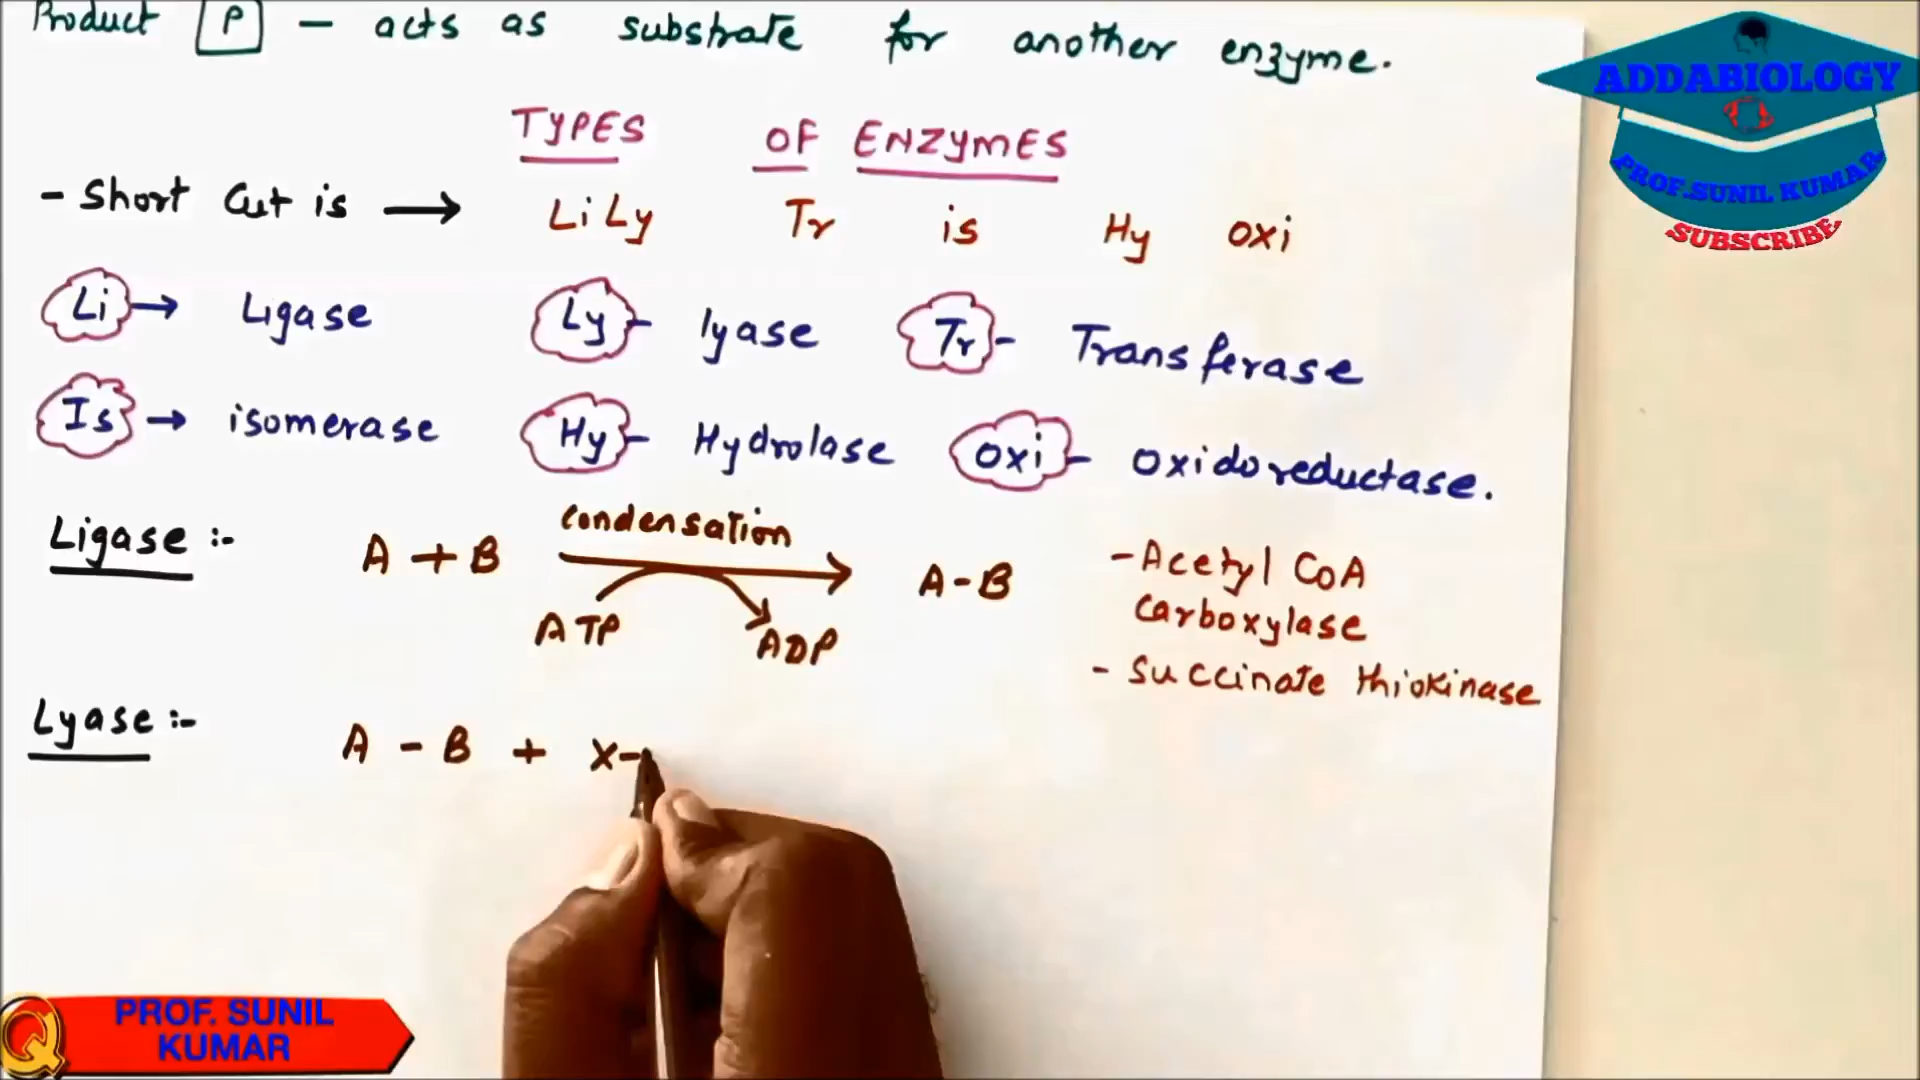 Product P - acts as substrate for another enzyme.
TYPES OF ENZYMES
- Short Cut is → LiLy Tr is Hy oxi
Li → Ligase Ly - lyase Tr - Transferase
Is → isomerase Hy - Hydrolase oxi - oxidoreductase.
Ligase :- A + B condensation A - B
ATP ADP
- Acetyl CoA
carboxylase
- Succinate thiokinase
Lyase :- A - B + X-
ADDABIOLOGY
PROF.SUNIL KUMAR
SUBSCRIBE
PROF. SUNIL
KUMAR